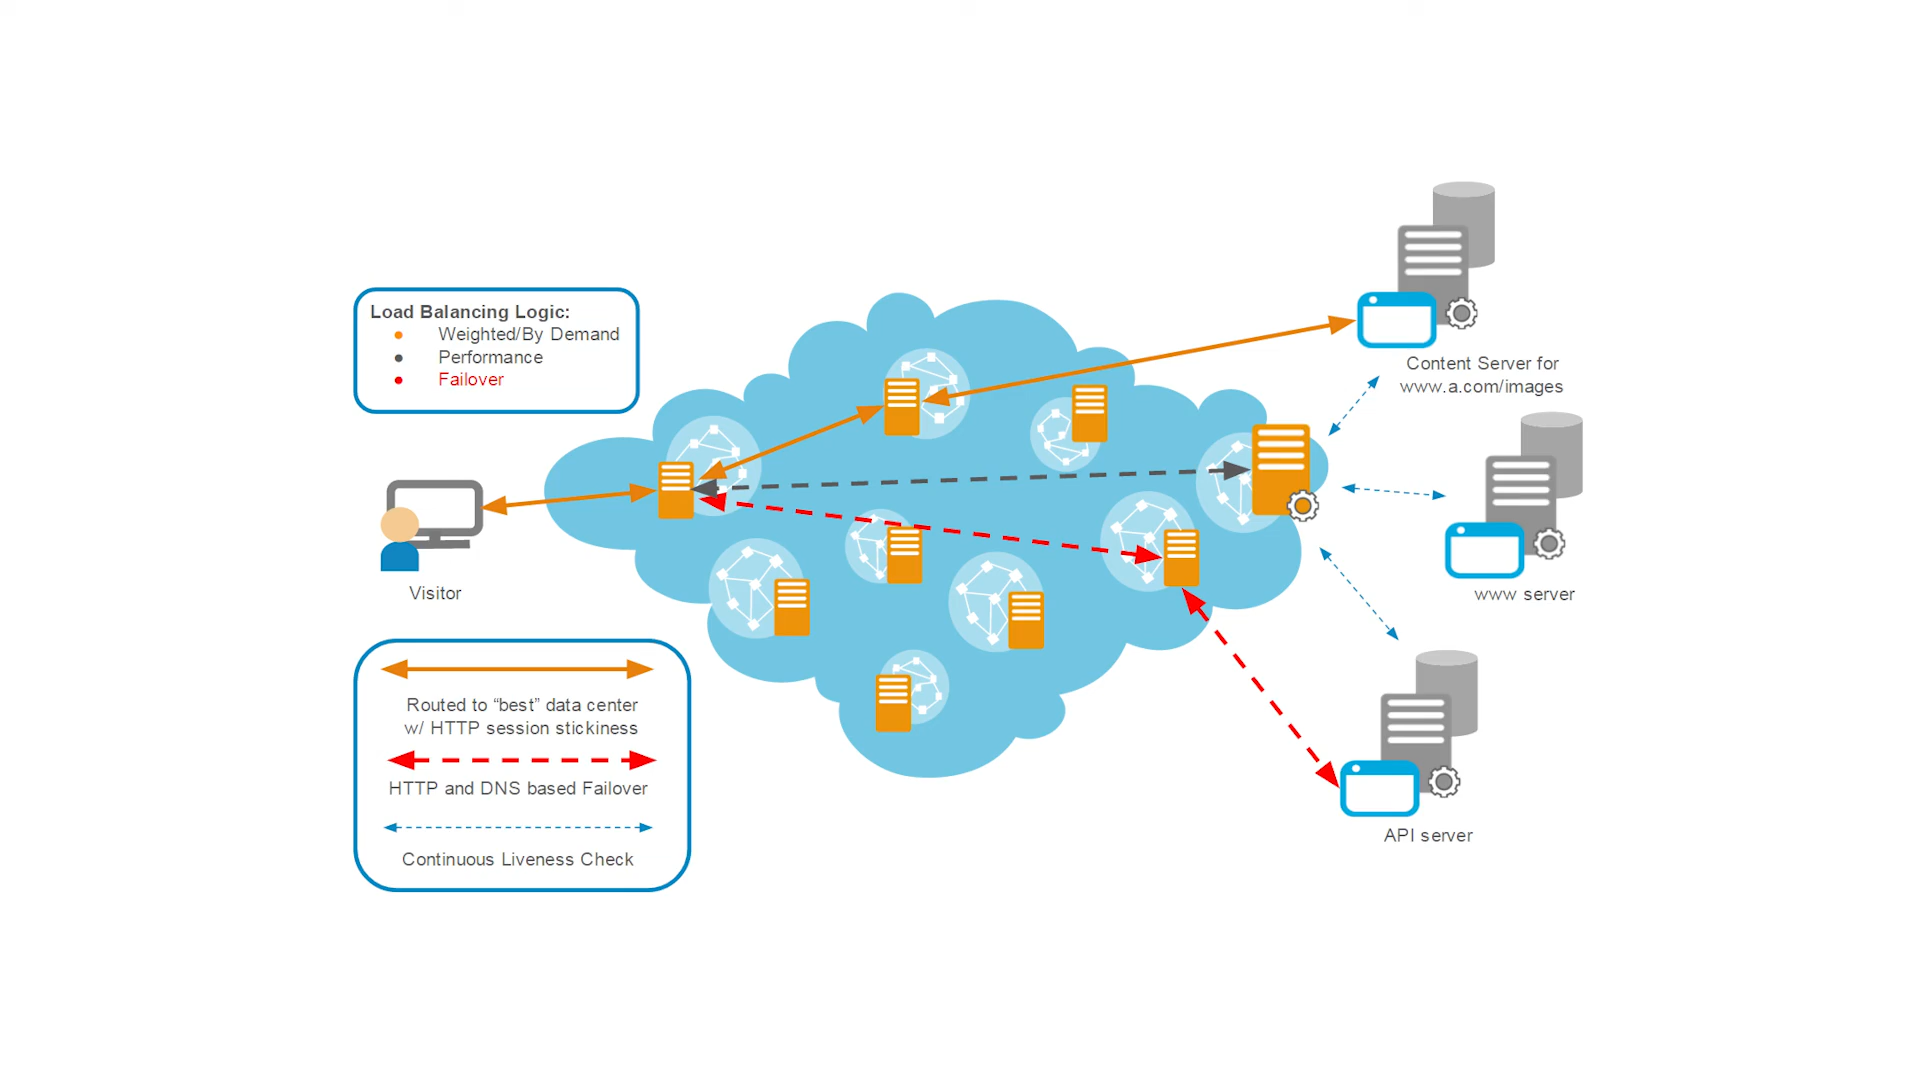 Load Balancing Logic:
● Weighted/By Demand
● Performance
● Failover
Visitor
Routed to “best” data center
w/ HTTP session stickiness
HTTP and DNS based Failover
Continuous Liveness Check
Content Server for
www.a.com/images
www server
API server